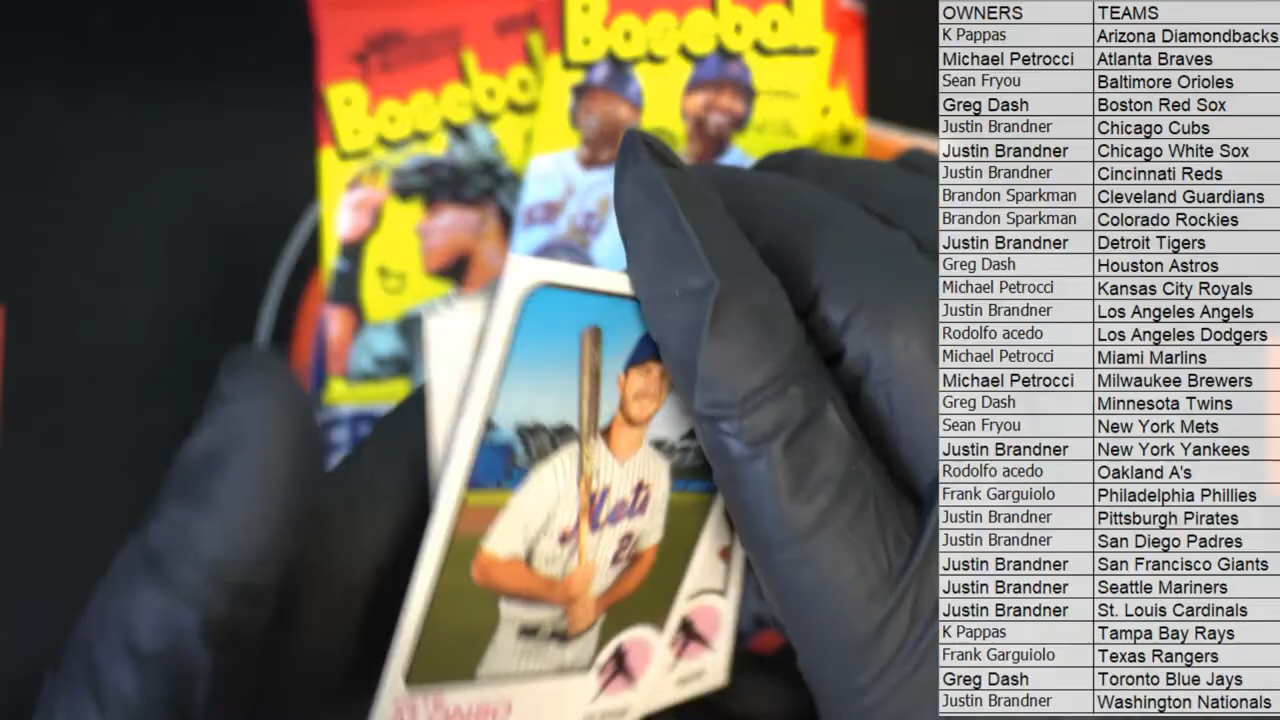 Baseball
Baseball
Mets
OWNERS TEAMS
K Pappas Arizona Diamondbacks
Michael Petrocci Atlanta Braves
Sean Fryou Baltimore Orioles
Greg Dash Boston Red Sox
Justin Brandner Chicago Cubs
Justin Brandner Chicago White Sox
Justin Brandner Cincinnati Reds
Brandon Sparkman Cleveland Guardians
Brandon Sparkman Colorado Rockies
Justin Brandner Detroit Tigers
Greg Dash Houston Astros
Michael Petrocci Kansas City Royals
Justin Brandner Los Angeles Angels
Rodolfo acedo Los Angeles Dodgers
Michael Petrocci Miami Marlins
Michael Petrocci Milwaukee Brewers
Greg Dash Minnesota Twins
Sean Fryou New York Mets
Justin Brandner New York Yankees
Rodolfo acedo Oakland A's
Frank Garguiolo Philadelphia Phillies
Justin Brandner Pittsburgh Pirates
Justin Brandner San Diego Padres
Justin Brandner San Francisco Giants
Justin Brandner Seattle Mariners
Justin Brandner St. Louis Cardinals
K Pappas Tampa Bay Rays
Frank Garguiolo Texas Rangers
Greg Dash Toronto Blue Jays
Justin Brandner Washington Nationals